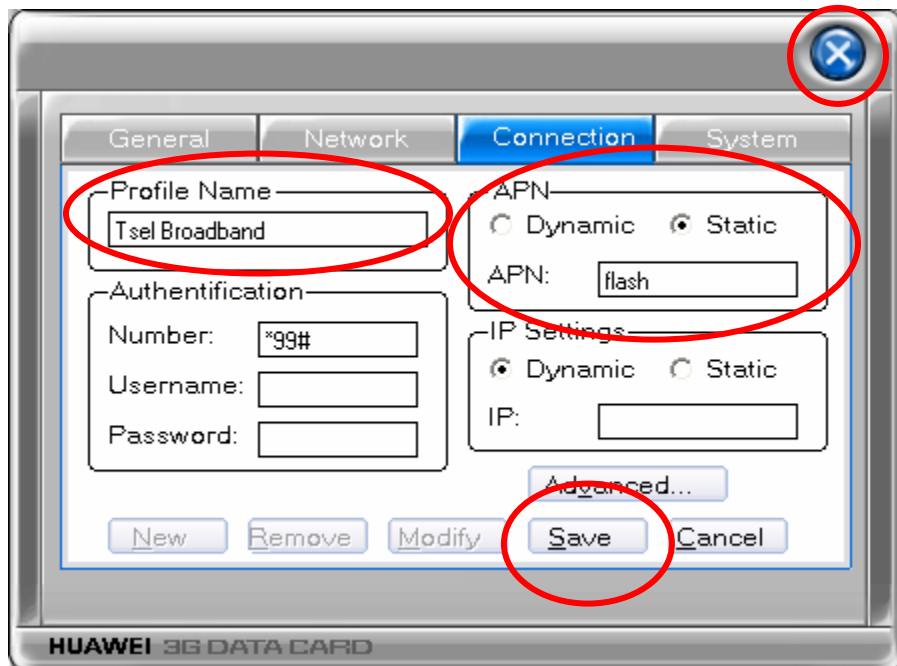 General Network Connection System
Profile Name
Tsel Broadband
Authentification
Number: *99#
Username:
Password:
APN
Dynamic Static
APN: flash
IP Settings
Dynamic Static
IP:
Advanced...
New Remove Modify Save Cancel
HUAWEI 3G DATA CARD